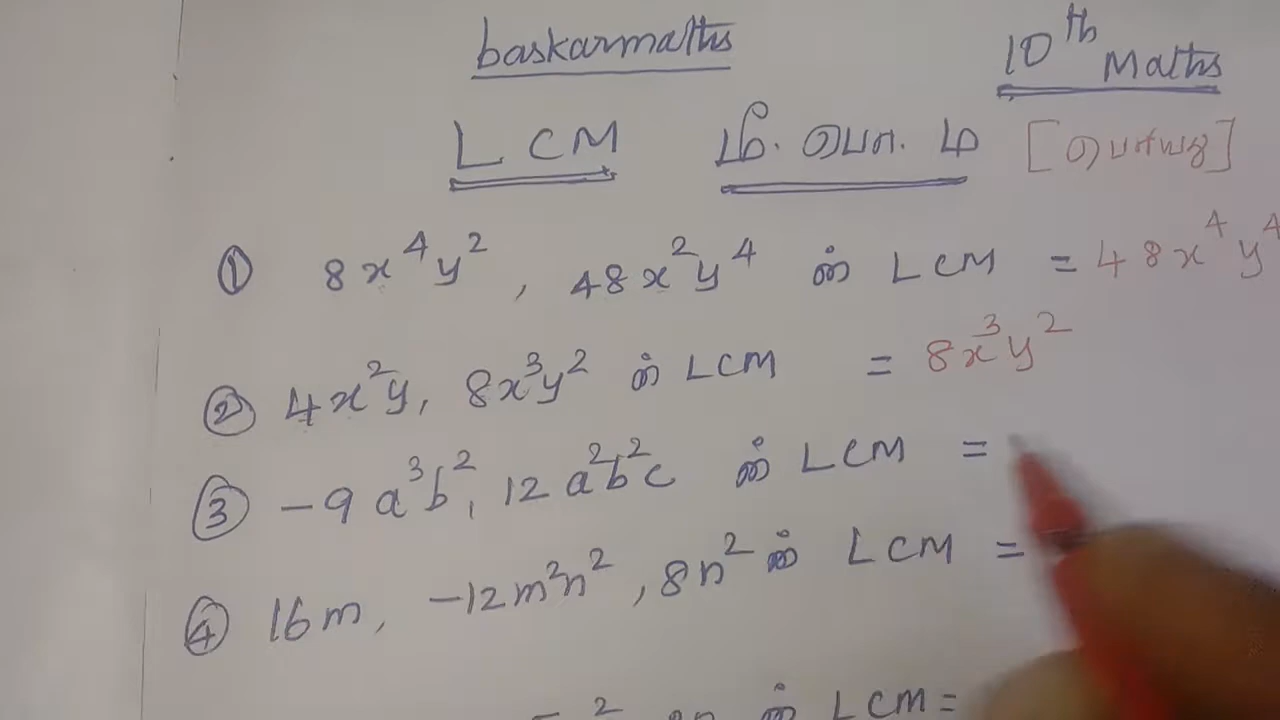 baskarmaths
10th Maths
LCM மீ. பொ. ம [பெரியது]
① 8x⁴y², 48x²y⁴ ன் LCM = 48x⁴y⁴
② 4x²y, 8x³y² ன் LCM = 8x³y²
③ -9a³b², 12a²b²c ன் LCM =
④ 16m, -12m²n², 8n² ன் LCM =
ன் LCM =